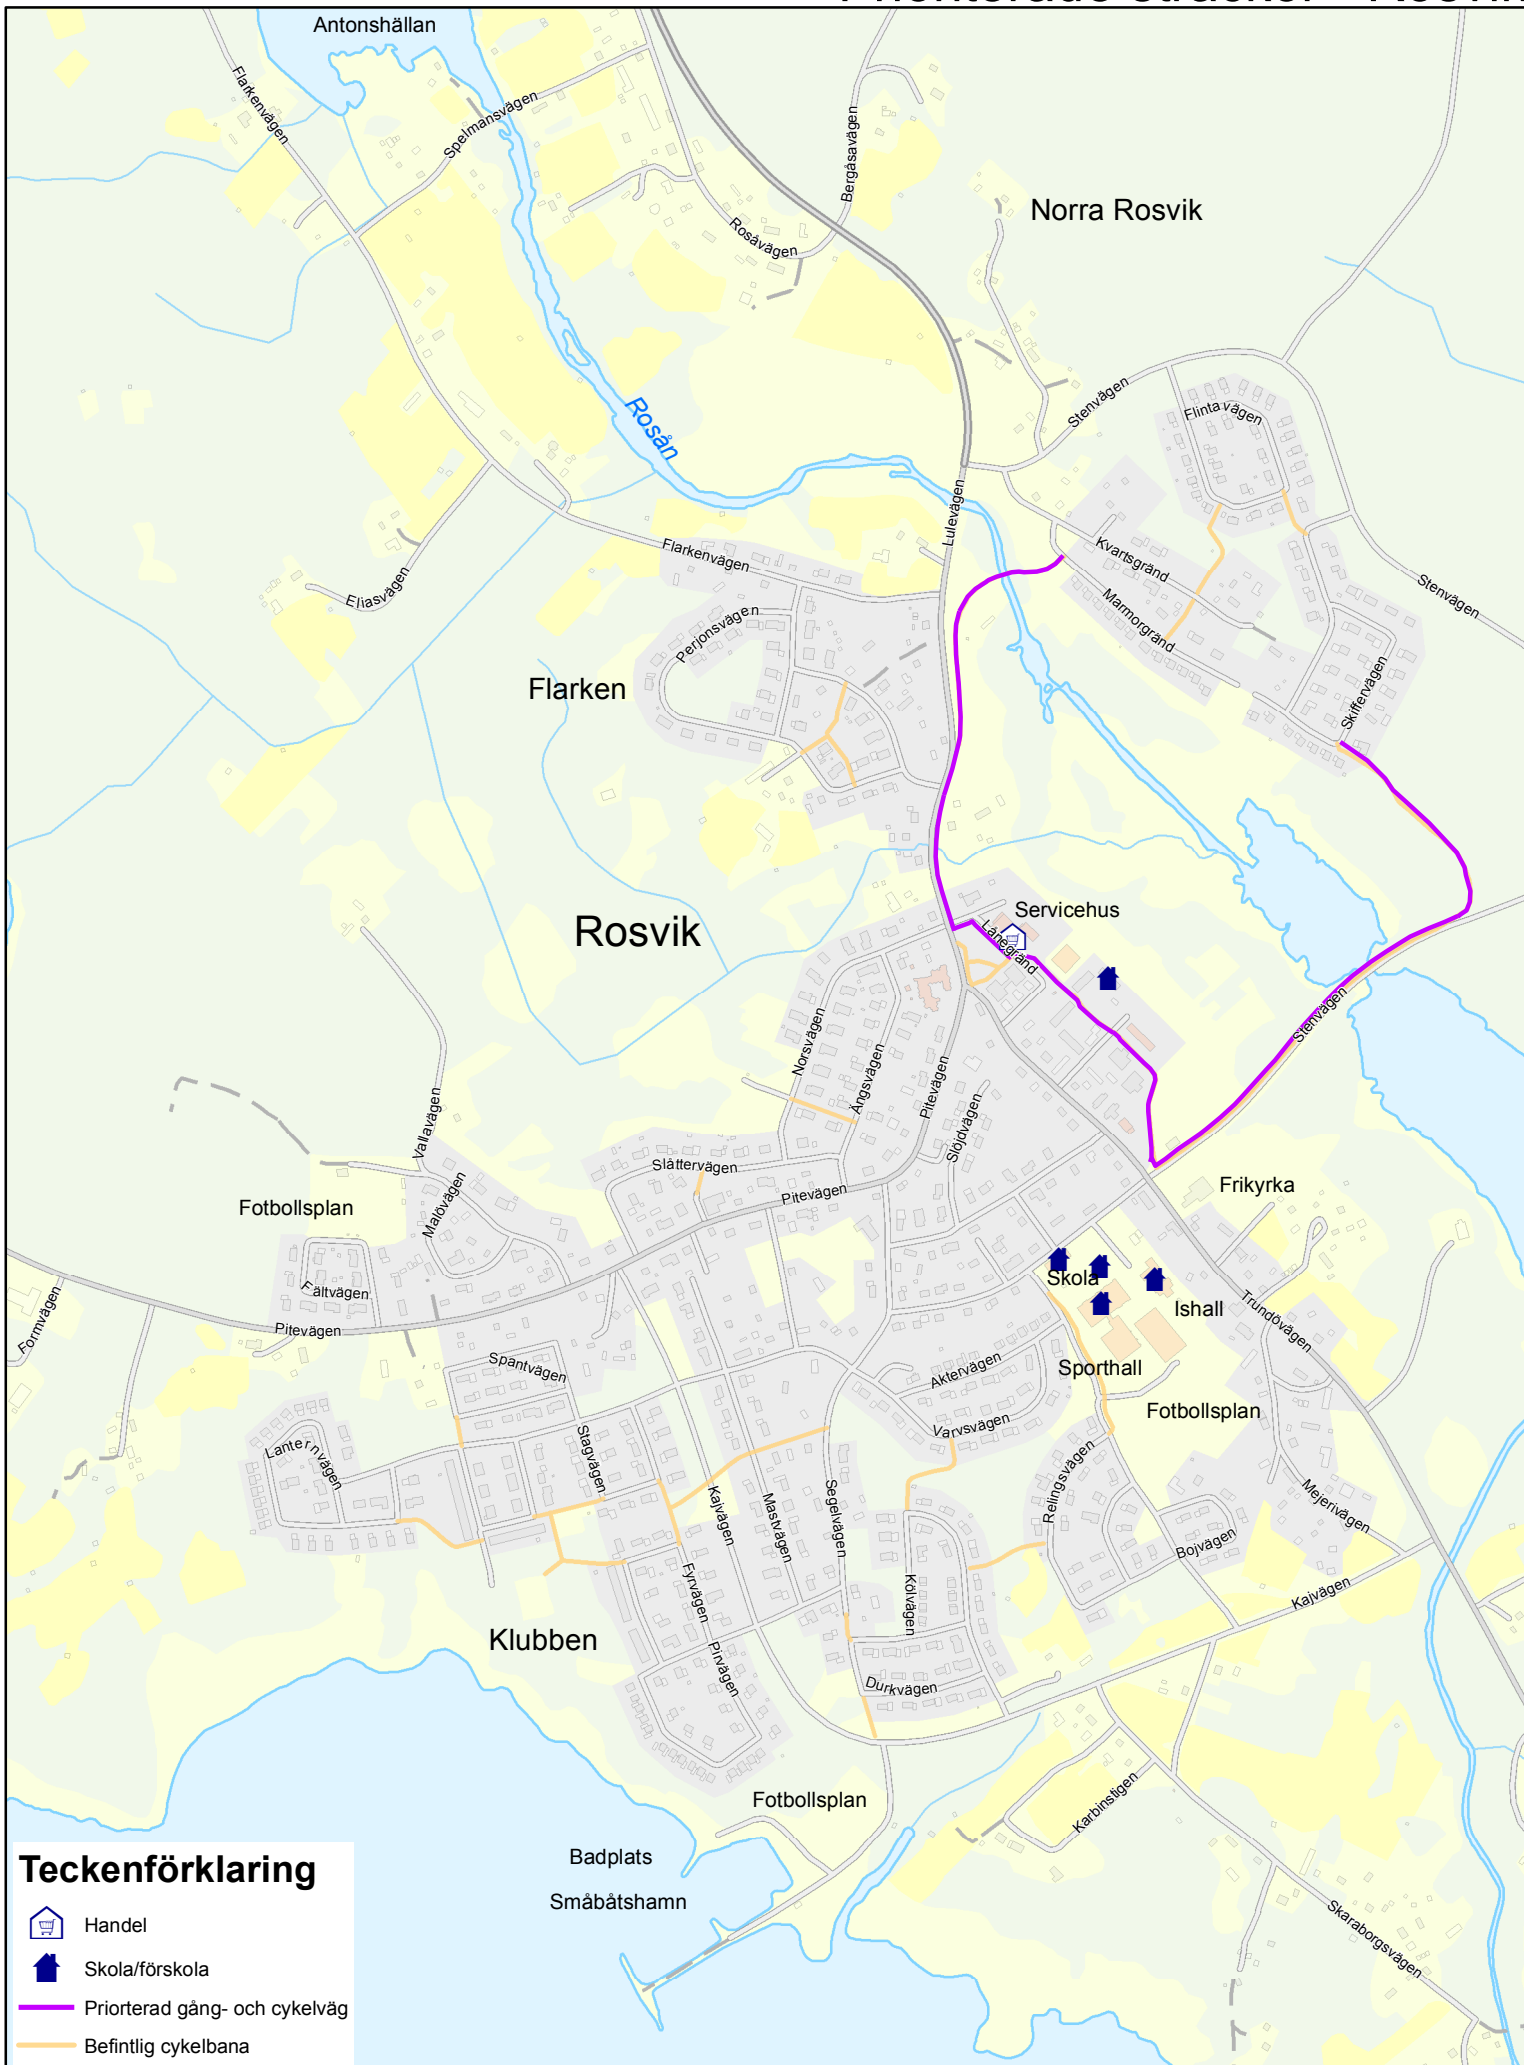 Antonshällan
Flarkenvägen
Spelmansvägen
Bergåsavägen
Norra Rosvik
Rosåvägen
Stenvägen
Flintavägen
Rosån
Lulevägen
Flarkenvägen
Kvartsgränd
Eliasvägen
Stenvägen
Marmorgränd
Perjonsvägen
Flarken
Skiffervägen
Servicehus
Rosvik
Lånegränd
Stenvägen
Norsvägen
Ängsvägen
Pitevägen
Slöjdvägen
Vallavägen
Slåttervägen
Pitevägen
Frikyrka
Fotbollsplan
Malövägen
Skola
Fältvägen
Ishall
Trundövägen
Formvägen
Pitevägen
Spantvägen
Aktervägen
Sporthall
Fotbollsplan
Varvsvägen
Lanternvägen
Stagvägen
Relingsvägen
Mejerivägen
Kajvägen
Mastvägen
Segelvägen
Bojvägen
Fyrvägen
Kölvägen
Kajvägen
Klubben
Pirvägen
Durkvägen
Fotbollsplan
Karbinstigen
Badplats
Småbåtshamn
Skaraborgsvägen
Teckenförklaring
Handel
Skola/förskola
Priorterad gång- och cykelväg
Befintlig cykelbana